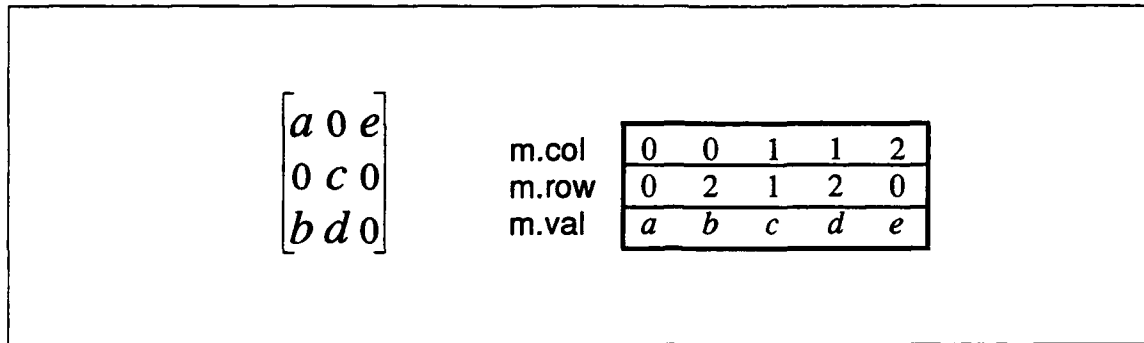 a 0 e
0 c 0
b d 0
m.col 0 0 1 1 2
m.row 0 2 1 2 0
m.val a b c d e